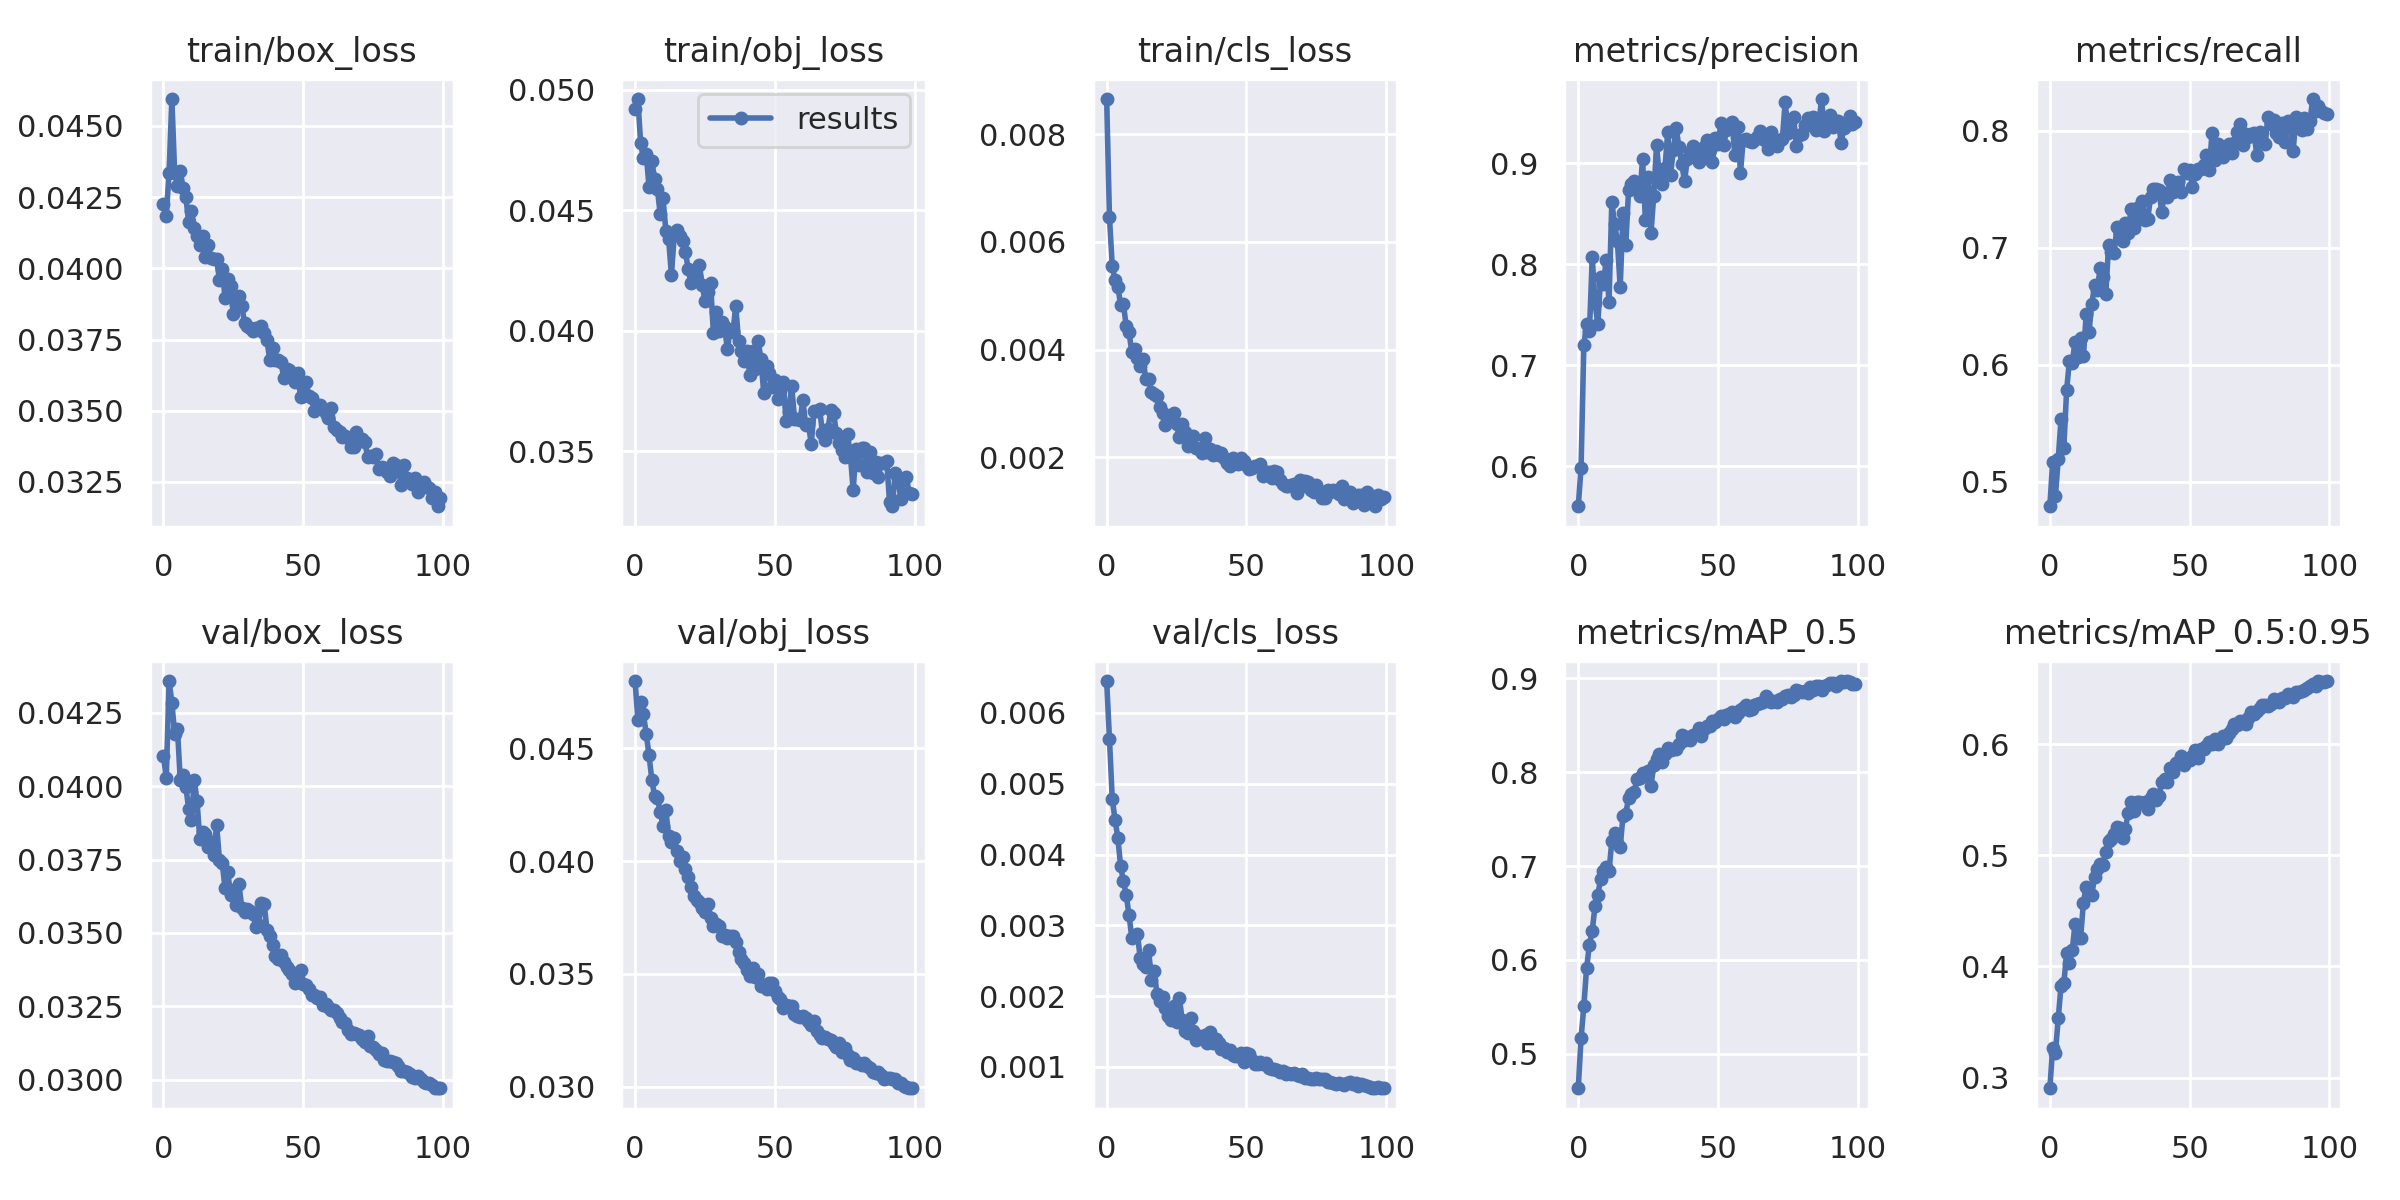 train/box_loss
train/obj_loss
train/cls_loss
metrics/precision
metrics/recall
0.0450
0.0425
0.0400
0.0375
0.0350
0.0325
0 50 100
0.050
0.045
0.040
0.035
results
0 50 100
0.008
0.006
0.004
0.002
0 50 100
0.9
0.8
0.7
0.6
0 50 100
0.8
0.7
0.6
0.5
0 50 100
val/box_loss
val/obj_loss
val/cls_loss
metrics/mAP_0.5
metrics/mAP_0.5:0.95
0.0425
0.0400
0.0375
0.0350
0.0325
0.0300
0 50 100
0.045
0.040
0.035
0.030
0 50 100
0.006
0.005
0.004
0.003
0.002
0.001
0 50 100
0.9
0.8
0.7
0.6
0.5
0 50 100
0.6
0.5
0.4
0.3
0 50 100